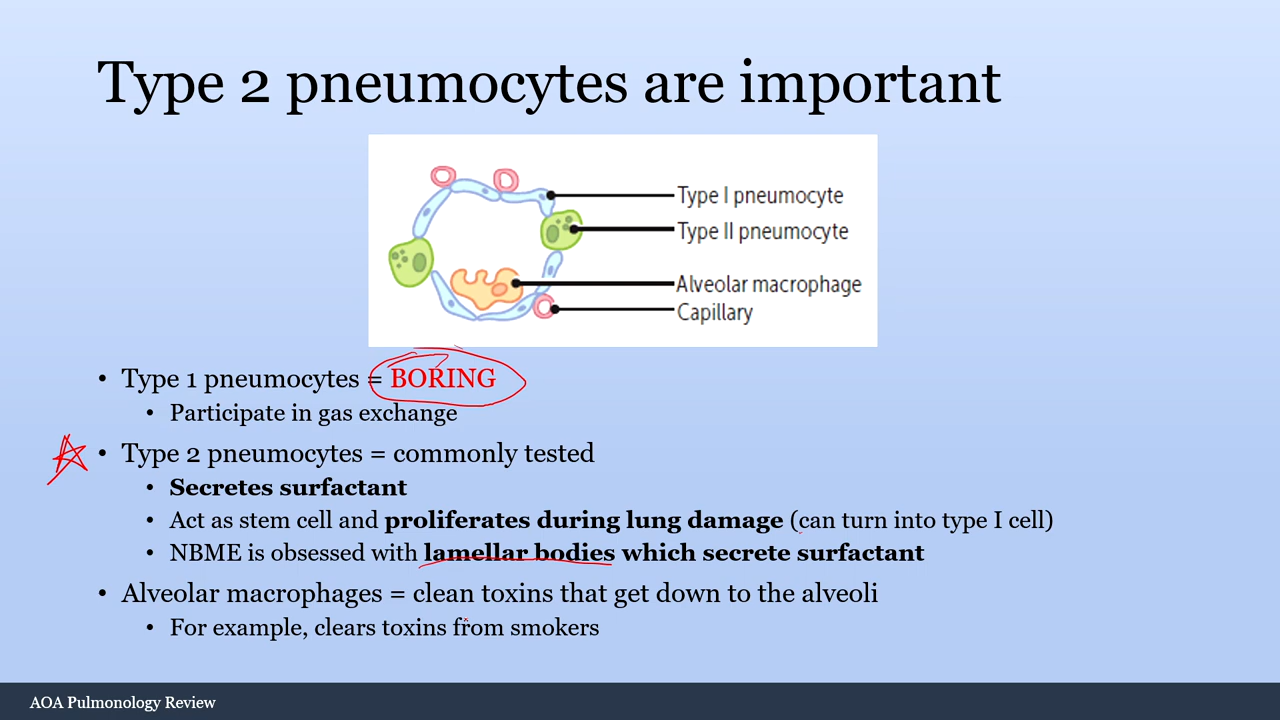 Type 2 pneumocytes are important
Type I pneumocyte
Type II pneumocyte
Alveolar macrophage
Capillary
• Type 1 pneumocytes = BORING
• Participate in gas exchange
• Type 2 pneumocytes = commonly tested
• Secretes surfactant
• Act as stem cell and proliferates during lung damage (can turn into type I cell)
• NBME is obsessed with lamellar bodies which secrete surfactant
• Alveolar macrophages = clean toxins that get down to the alveoli
• For example, clears toxins from smokers
AOA Pulmonology Review